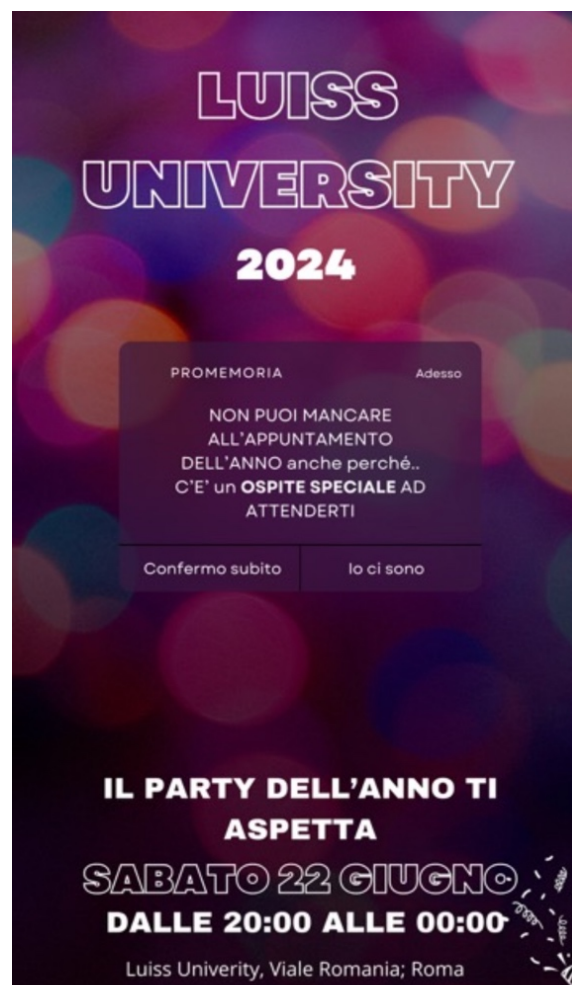 LUISS
UNIVERSITY
2024
PROMEMORIA
Adesso
NON PUOI MANCARE
ALL'APPUNTAMENTO
DELL'ANNO anche perché..
C'E' un OSPITE SPECIALE AD
ATTENDERTI
Confermo subito
Io ci sono
IL PARTY DELL'ANNO TI
ASPETTA
SABATO 22 GIUGNO
DALLE 20:00 ALLE 00:00
Luiss Univerity, Viale Romania; Roma